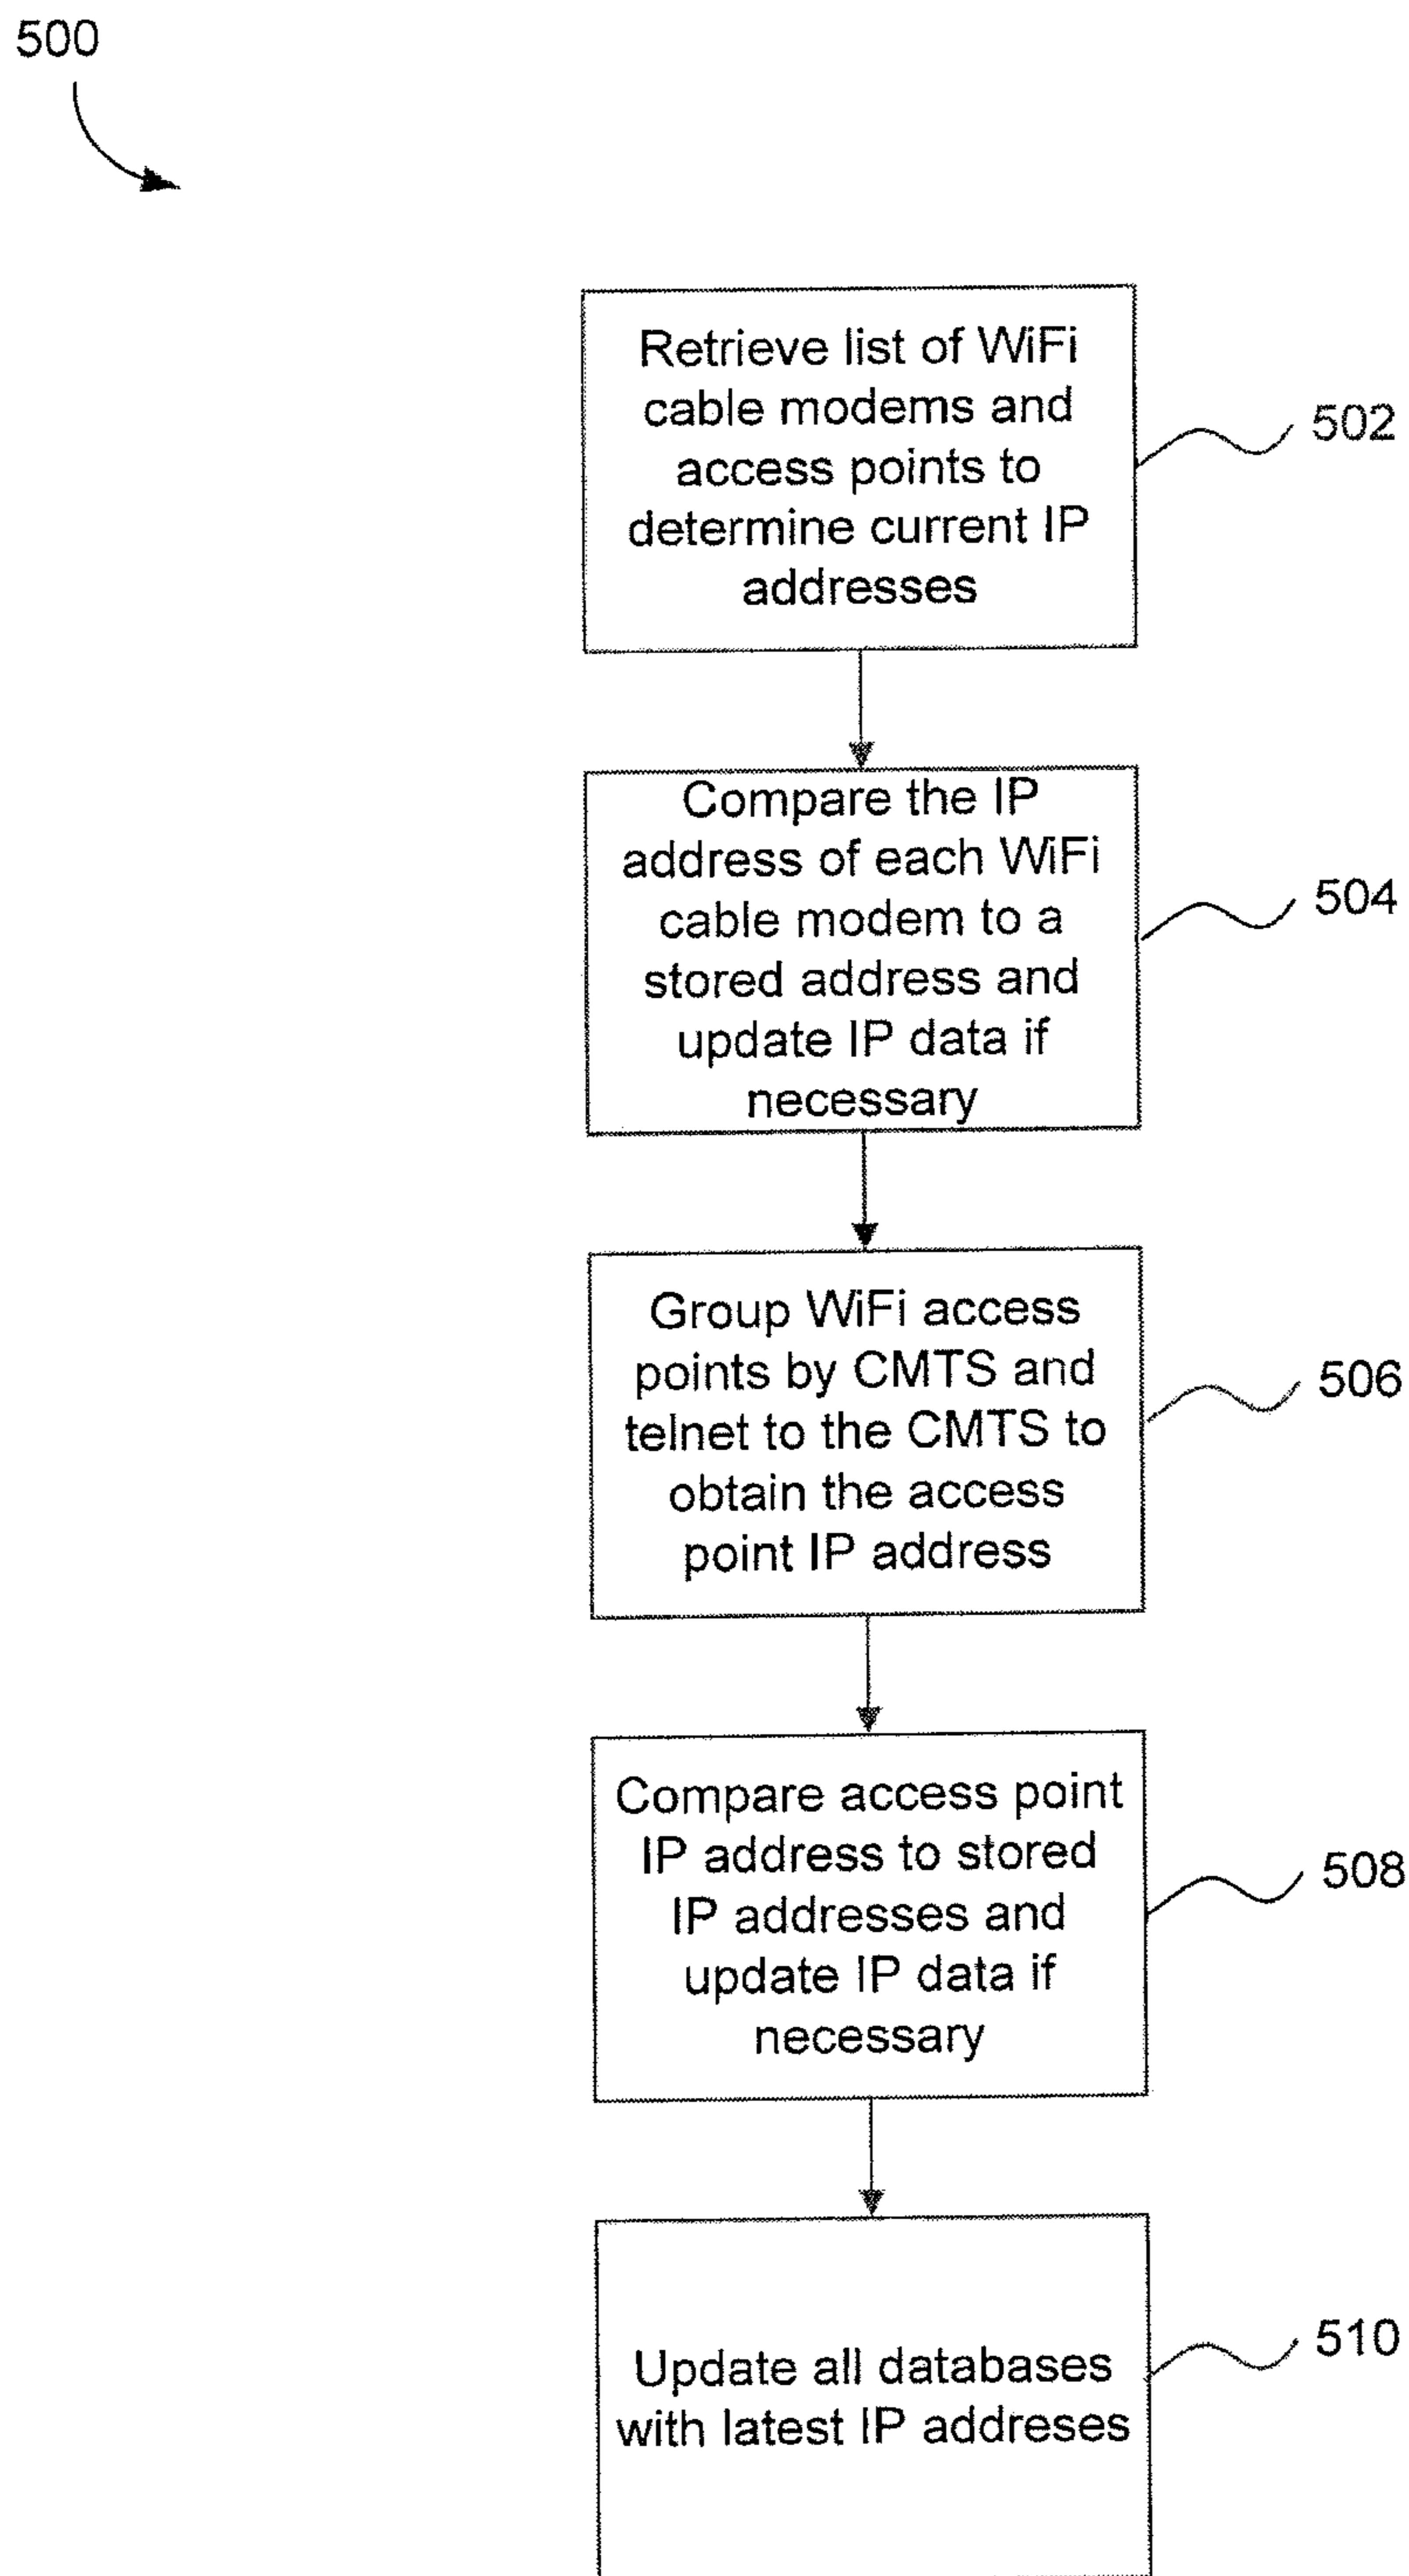 500
Retrieve list of WiFi
cable modems and
access points to
determine current IP
addresses
502
Compare the IP
address of each WiFi
cable modem to a
stored address and
update IP data if
necessary
504
Group WiFi access
points by CMTS and
telnet to the CMTS to
obtain the access
point IP address
506
Compare access point
IP address to stored
IP addresses and
update IP data if
necessary
508
Update all databases
with latest IP addreses
510